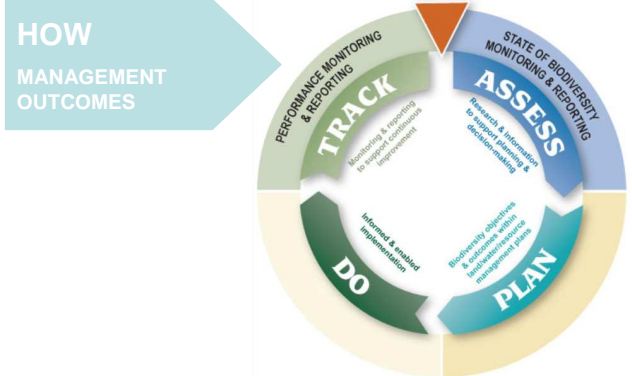 HOW
MANAGEMENT
OUTCOMES
PERFORMANCE MONITORING
& REPORTING
STATE OF BIODIVERSITY
MONITORING & REPORTING
TRACK
Monitoring & reporting
to support continuous
improvement
ASSESS
Research & information
to support planning &
decision-making
PLAN
Biodiversity objectives
& outcomes within
land/water/resource
management plans
DO
Informed & enabled
implementation